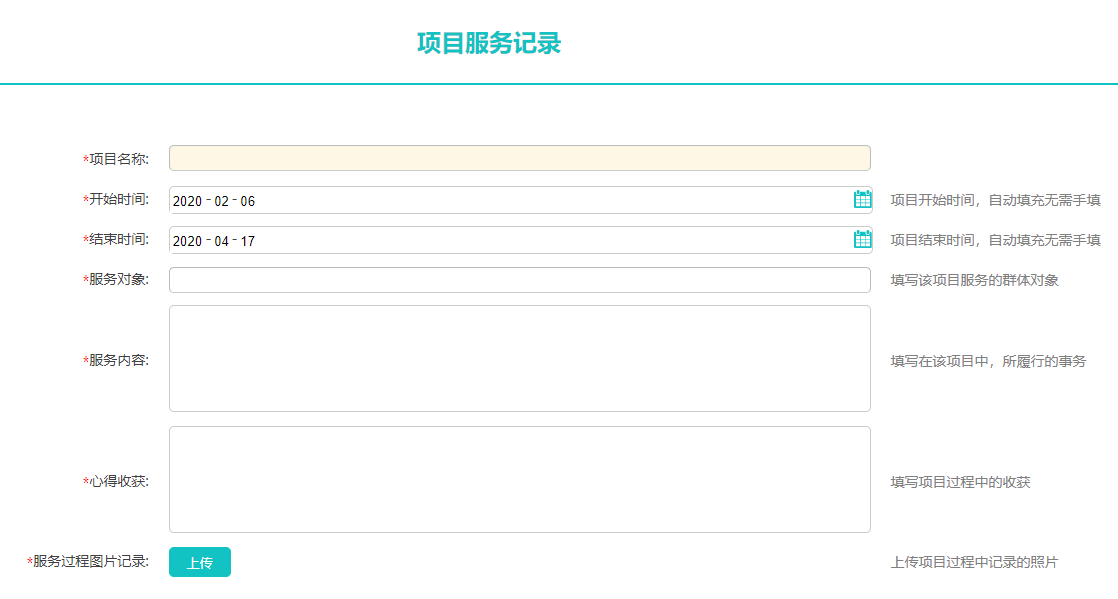 项目服务记录
*项目名称:
*开始时间: 2020-02-06 项目开始时间，自动填充无需手填
*结束时间: 2020-04-17 项目结束时间，自动填充无需手填
*服务对象: 填写该项目服务的群体对象
*服务内容: 填写在该项目中，所履行的事务
*心得收获: 填写项目过程中的收获
*服务过程图片记录: 上传 上传项目过程中记录的照片